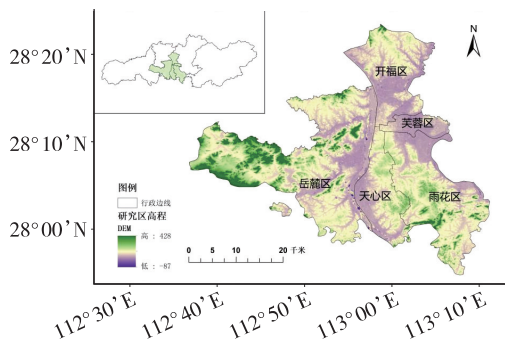 N
28°20′N
28°10′N
28°00′N
开福区
芙蓉区
岳麓区
天心区
雨花区
图例
行政边线
研究区高程
DEM
高 : 428
低 : -87
0 5 10 20 千米
112°30′E
112°40′E
112°50′E
113°00′E
113°10′E